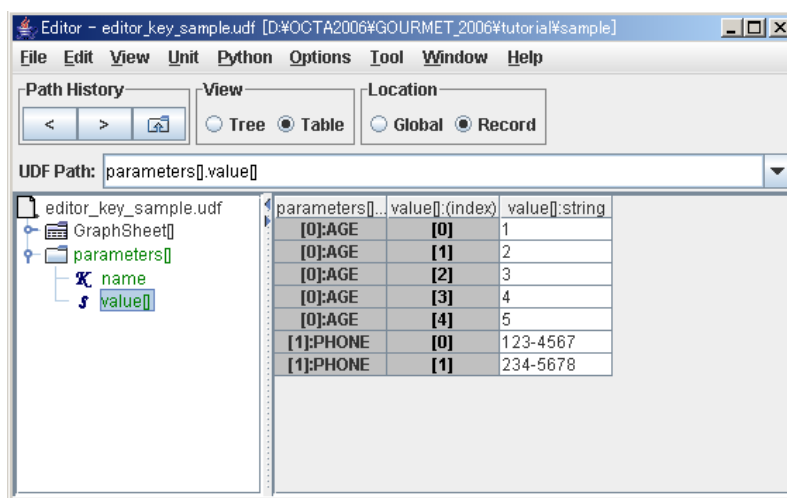 Editor - editor_key_sample.udf [D:¥OCTA2006¥GOURMET_2006¥tutorial¥sample]
File Edit View Unit Python Options Tool Window Help
Path History View Location
< > Tree Table Global Record
UDF Path: parameters[].value[]
editor_key_sample.udf
GraphSheet[]
parameters[]
K name
s value[]
parameters[]... value[]:(index) value[]:string
[0]:AGE [0] 1
[0]:AGE [1] 2
[0]:AGE [2] 3
[0]:AGE [3] 4
[0]:AGE [4] 5
[1]:PHONE [0] 123-4567
[1]:PHONE [1] 234-5678